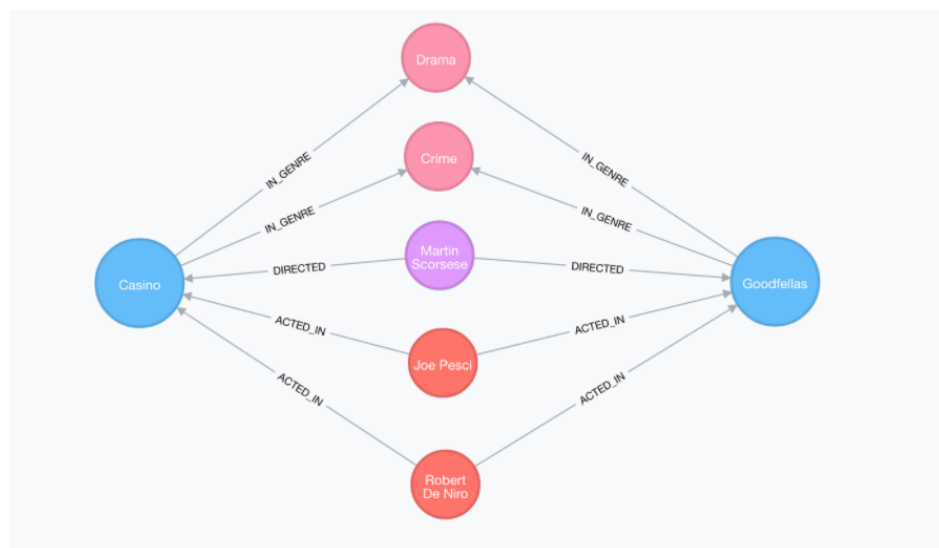 Drama
IN_GENRE
IN_GENRE
Crime
IN_GENRE
IN_GENRE
Martin
Scorsese
DIRECTED
DIRECTED
Casino
Goodfellas
ACTED_IN
ACTED_IN
Joe Pesci
ACTED_IN
ACTED_IN
Robert
De Niro